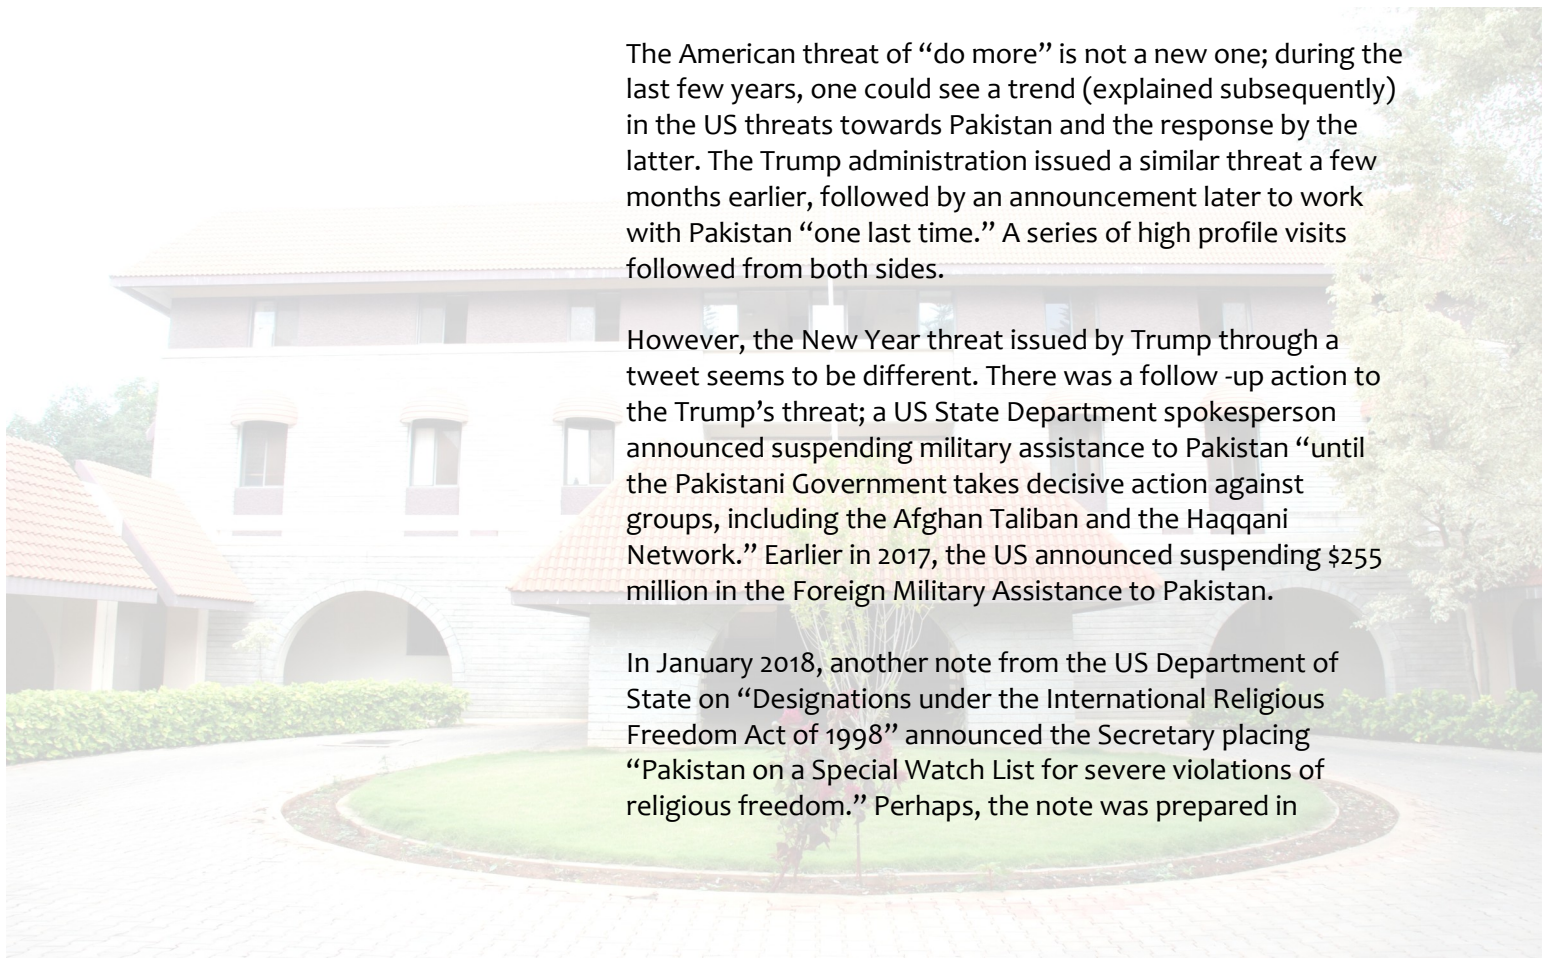 The American threat of “do more” is not a new one; during the
last few years, one could see a trend (explained subsequently)
in the US threats towards Pakistan and the response by the
latter. The Trump administration issued a similar threat a few
months earlier, followed by an announcement later to work
with Pakistan “one last time.” A series of high profile visits
followed from both sides.
However, the New Year threat issued by Trump through a
tweet seems to be different. There was a follow -up action to
the Trump’s threat; a US State Department spokesperson
announced suspending military assistance to Pakistan “until
the Pakistani Government takes decisive action against
groups, including the Afghan Taliban and the Haqqani
Network.” Earlier in 2017, the US announced suspending $255
million in the Foreign Military Assistance to Pakistan.
In January 2018, another note from the US Department of
State on “Designations under the International Religious
Freedom Act of 1998” announced the Secretary placing
“Pakistan on a Special Watch List for severe violations of
religious freedom.” Perhaps, the note was prepared in